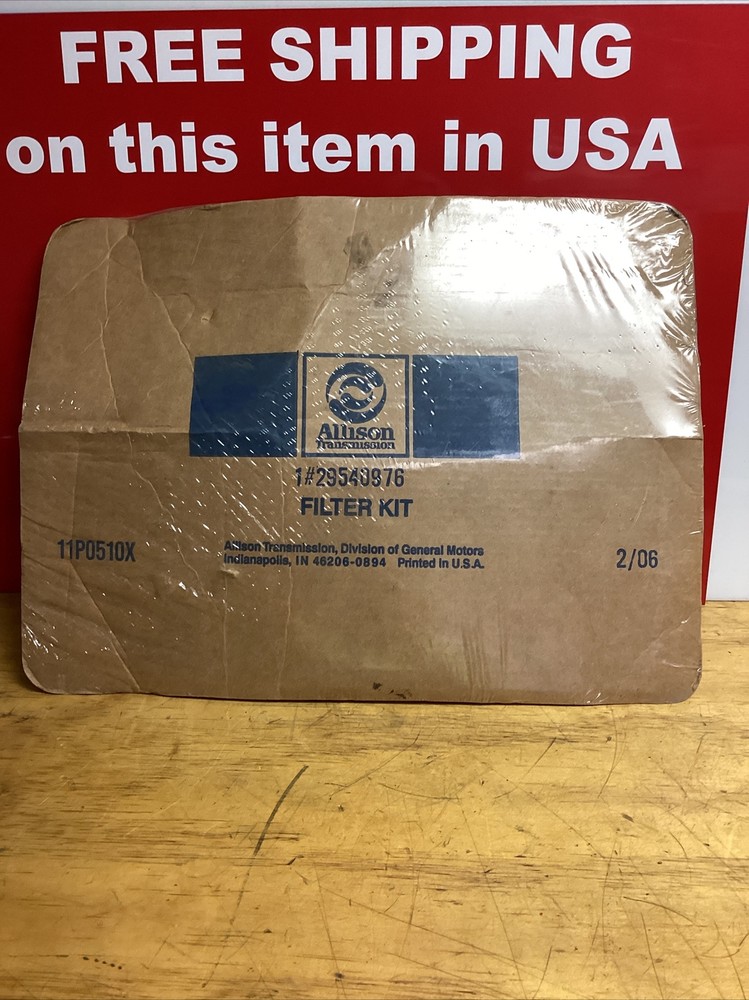 FREE SHIPPING
on this item in USA
Allison
Transmission
1#29540976
FILTER KIT
11P0510X
Allison Transmission, Division of General Motors
Indianapolis, IN 46206-0894 Printed in U.S.A.
2/06